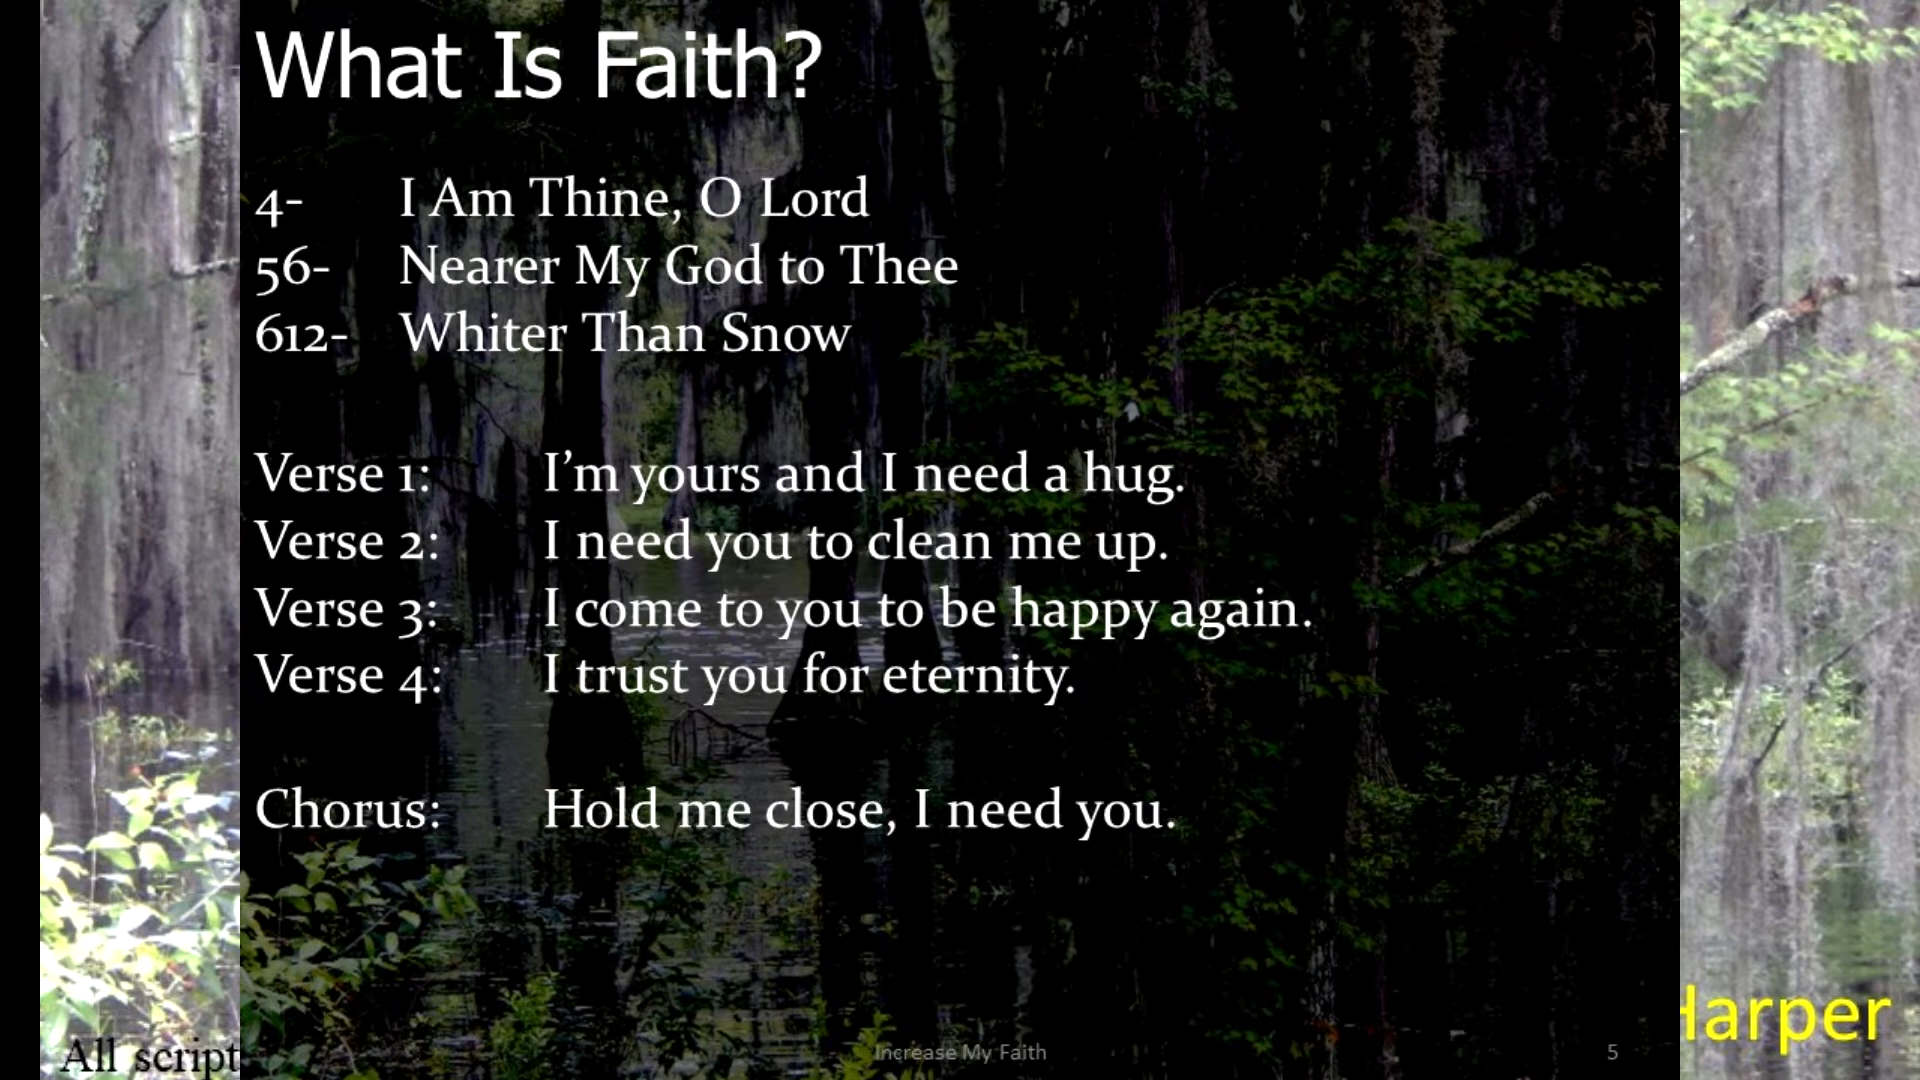 What Is Faith?
4- I Am Thine, O Lord
56- Nearer My God to Thee
612- Whiter Than Snow
Verse 1: I’m yours and I need a hug.
Verse 2: I need you to clean me up.
Verse 3: I come to you to be happy again.
Verse 4: I trust you for eternity.
Chorus: Hold me close, I need you.
Harper
All script
Increase My Faith
5